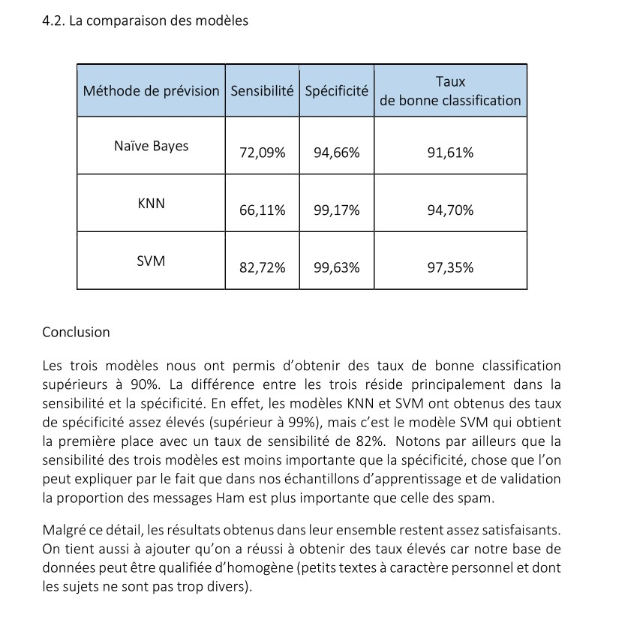 4.2. La comparaison des modèles
Méthode de prévision Sensibilité Spécificité Taux de bonne classification
Naïve Bayes 72,09% 94,66% 91,61%
KNN 66,11% 99,17% 94,70%
SVM 82,72% 99,63% 97,35%
Conclusion
Les trois modèles nous ont permis d'obtenir des taux de bonne classification
supérieurs à 90%. La différence entre les trois réside principalement dans la
sensibilité et la spécificité. En effet, les modèles KNN et SVM ont obtenus des taux
de spécificité assez élevés (supérieur à 99%), mais c'est le modèle SVM qui obtient
la première place avec un taux de sensibilité de 82%. Notons par ailleurs que la
sensibilité des trois modèles est moins importante que la spécificité, chose que l'on
peut expliquer par le fait que dans nos échantillons d'apprentissage et de validation
la proportion des messages Ham est plus importante que celle des spam.
Malgré ce détail, les résultats obtenus dans leur ensemble restent assez satisfaisants.
On tient aussi à ajouter qu'on a réussi à obtenir des taux élevés car notre base de
données peut être qualifiée d'homogène (petits textes à caractère personnel et dont
les sujets ne sont pas trop divers).